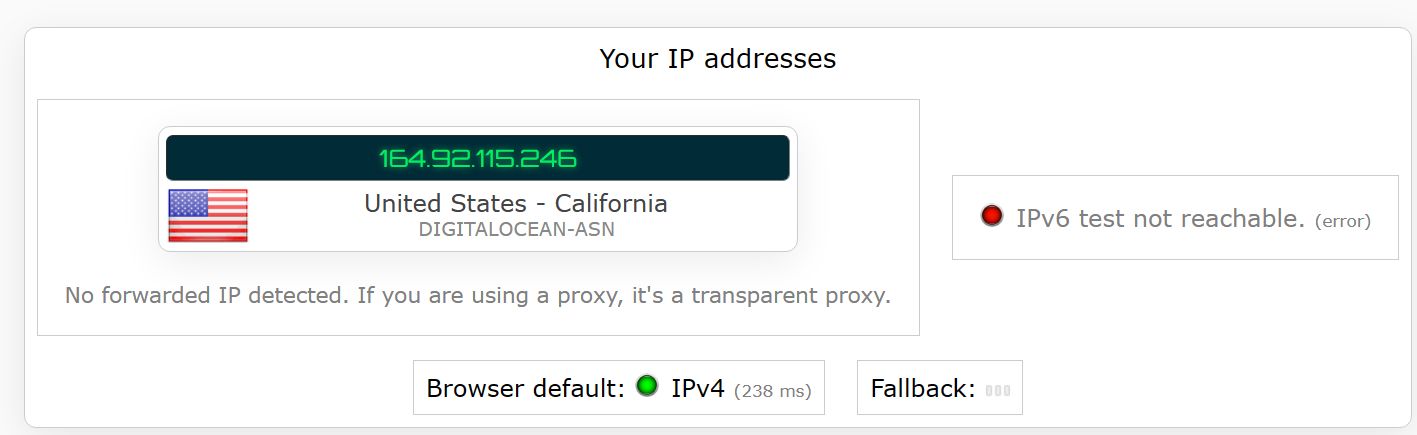 Your IP addresses
164.92.115.246
United States - California
DIGITALOCEAN-ASN
No forwarded IP detected. If you are using a proxy, it's a transparent proxy.
IPv6 test not reachable. (error)
Browser default: IPv4 (238 ms)
Fallback: